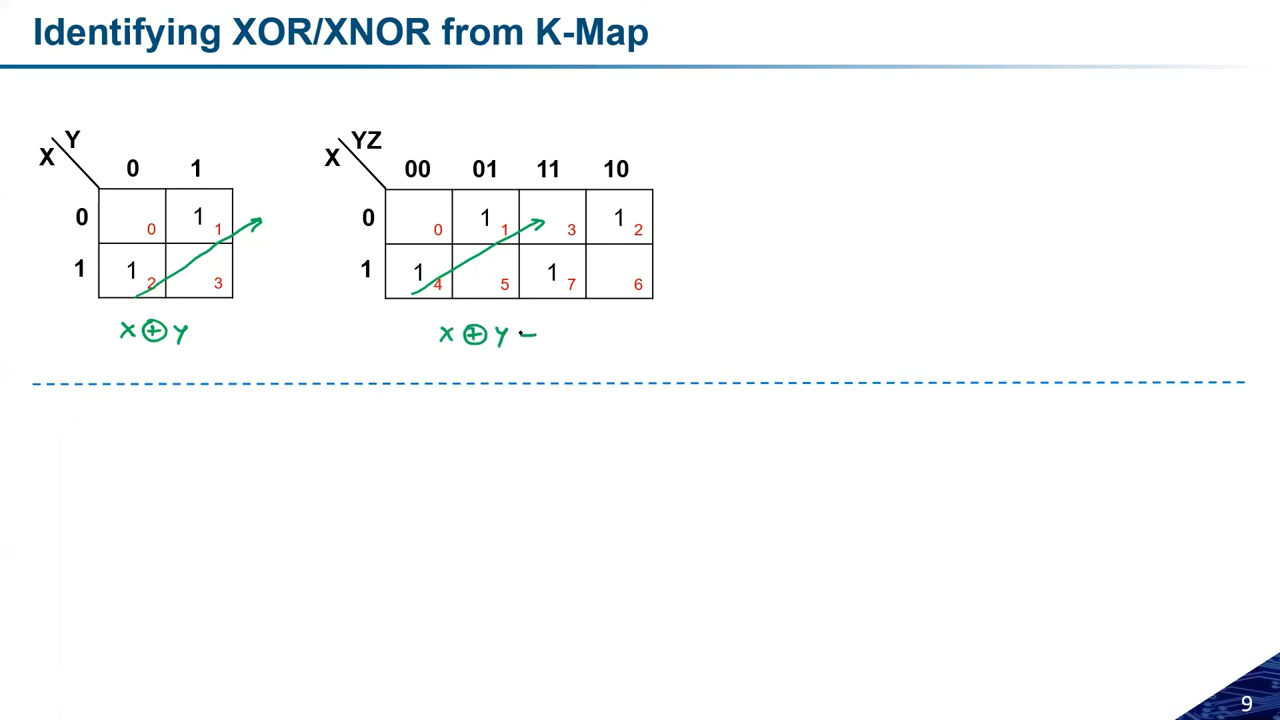 Identifying XOR/XNOR from K-Map
Y
X
0 1
0 0 1 1
1 1 2 3
x ⊕ y
YZ
X
00 01 11 10
0 0 1 1 3 1 2
1 1 4 5 1 7 6
x ⊕ y -
9